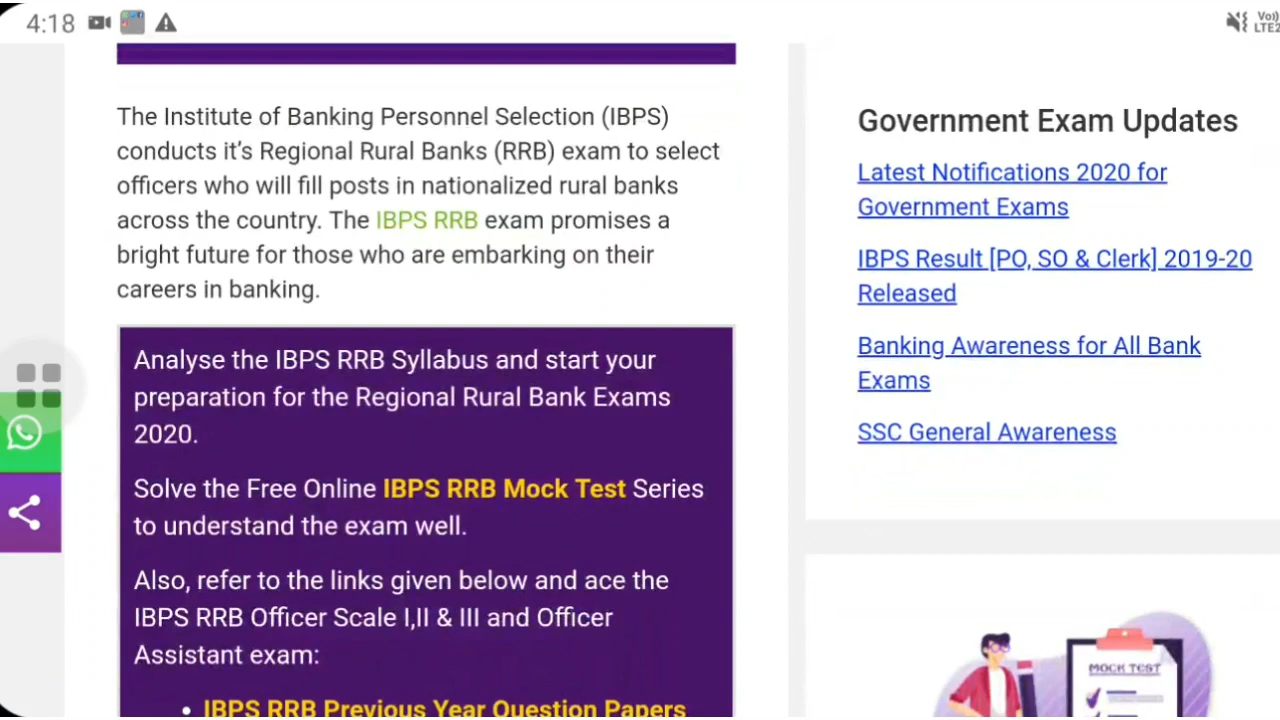 4:18
Vo))
LTE2
The Institute of Banking Personnel Selection (IBPS)
conducts it's Regional Rural Banks (RRB) exam to select
officers who will fill posts in nationalized rural banks
across the country. The IBPS RRB exam promises a
bright future for those who are embarking on their
careers in banking.
Analyse the IBPS RRB Syllabus and start your
preparation for the Regional Rural Bank Exams
2020.
Solve the Free Online IBPS RRB Mock Test Series
to understand the exam well.
Also, refer to the links given below and ace the
IBPS RRB Officer Scale I,II & III and Officer
Assistant exam:
• IBPS RRB Previous Year Question Papers
Government Exam Updates
Latest Notifications 2020 for
Government Exams
IBPS Result [PO, SO & Clerk] 2019-20
Released
Banking Awareness for All Bank
Exams
SSC General Awareness
MOCK TEST